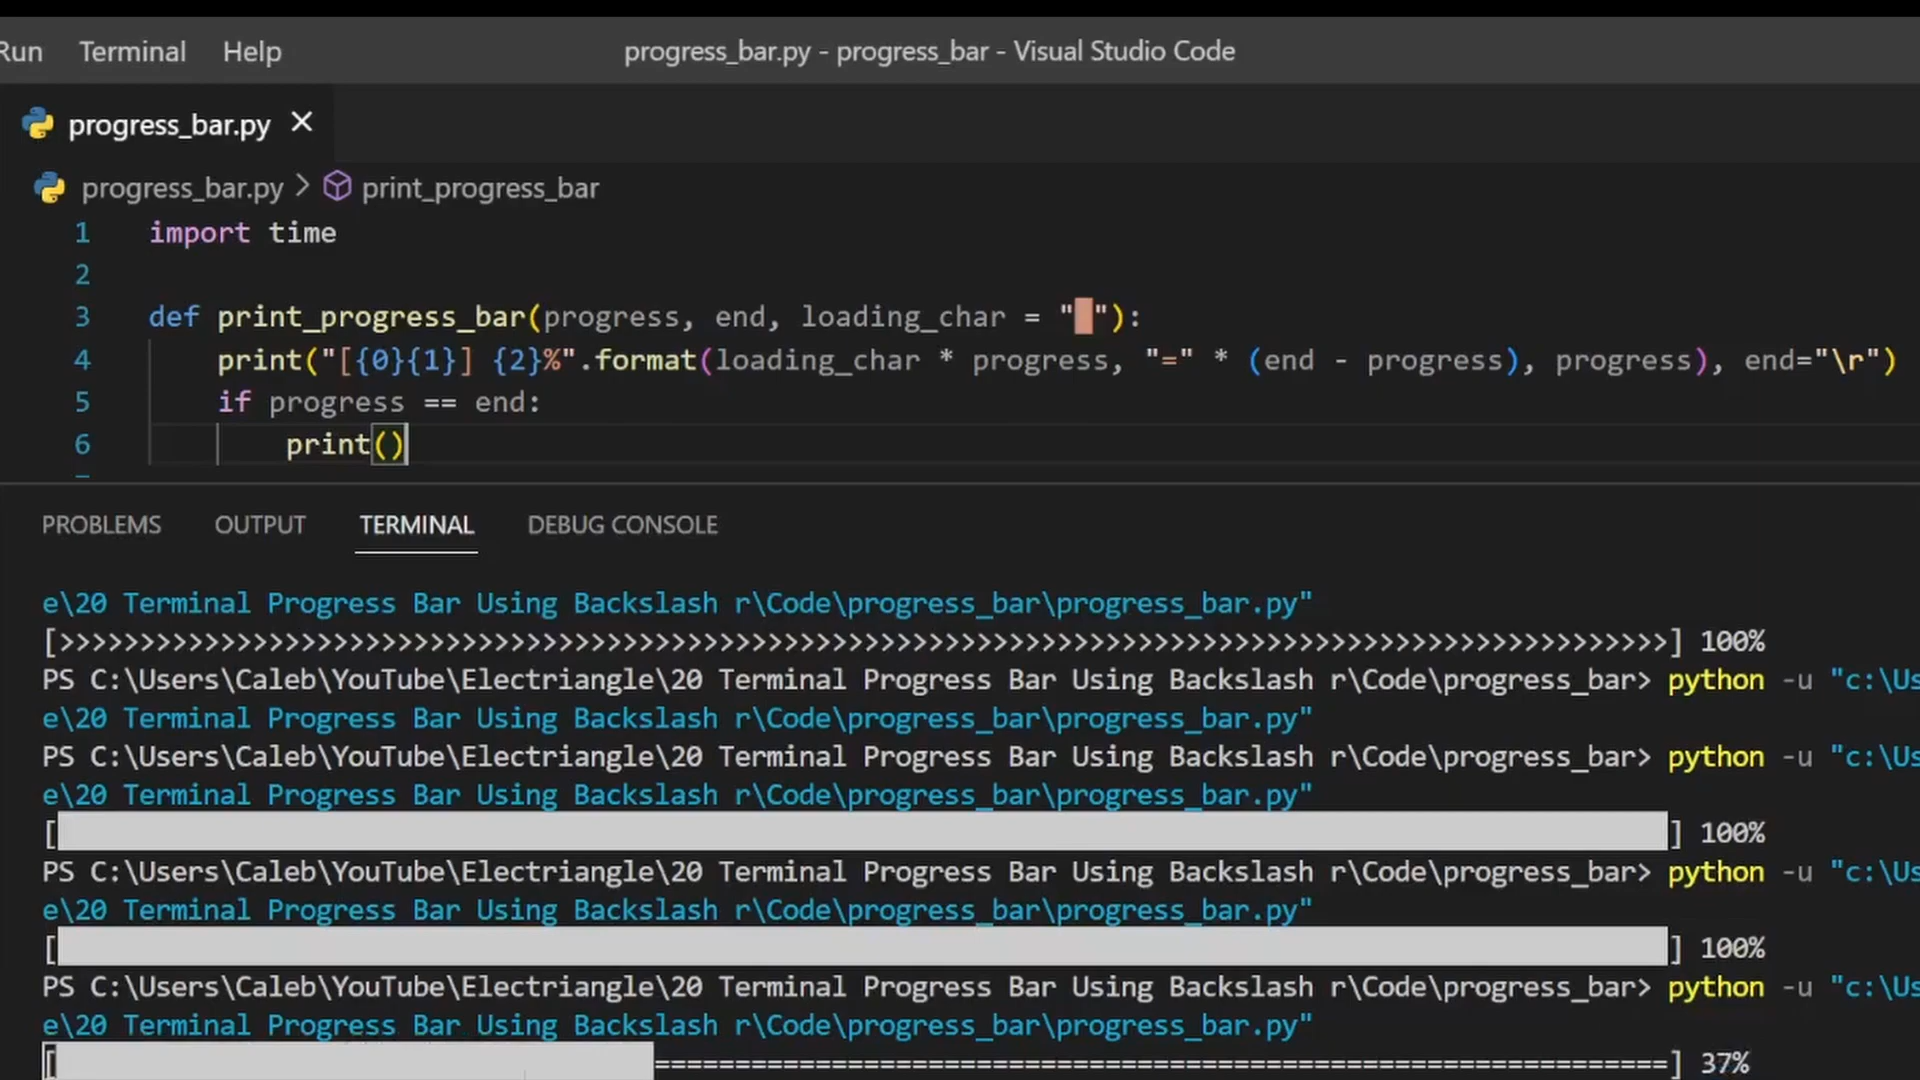 Run Terminal Help progress_bar.py - progress_bar - Visual Studio Code
progress_bar.py ×
progress_bar.py > print_progress_bar
1 import time
2
3 def print_progress_bar(progress, end, loading_char = "█"):
4 print("[{0}{1}] {2}%".format(loading_char * progress, "=" * (end - progress), progress), end="\r")
5 if progress == end:
6 print()
PROBLEMS OUTPUT TERMINAL DEBUG CONSOLE
e\20 Terminal Progress Bar Using Backslash r\Code\progress_bar\progress_bar.py"
[>>>>>>>>>>>>>>>>>>>>>>>>>>>>>>>>>>>>>>>>>>>>>>>>>>>>>>>>>>>>>>>>>>>>>>>>>>>>>>>>>>>>>>>>>>>>>>>>>>>>] 100%
PS C:\Users\Caleb\YouTube\Electriangle\20 Terminal Progress Bar Using Backslash r\Code\progress_bar> python -u "c:\Us
e\20 Terminal Progress Bar Using Backslash r\Code\progress_bar\progress_bar.py"
PS C:\Users\Caleb\YouTube\Electriangle\20 Terminal Progress Bar Using Backslash r\Code\progress_bar> python -u "c:\Us
e\20 Terminal Progress Bar Using Backslash r\Code\progress_bar\progress_bar.py"
[████████████████████████████████████████████████████████████████████████████████████████████████████] 100%
PS C:\Users\Caleb\YouTube\Electriangle\20 Terminal Progress Bar Using Backslash r\Code\progress_bar> python -u "c:\Us
e\20 Terminal Progress Bar Using Backslash r\Code\progress_bar\progress_bar.py"
[████████████████████████████████████████████████████████████████████████████████████████████████████] 100%
PS C:\Users\Caleb\YouTube\Electriangle\20 Terminal Progress Bar Using Backslash r\Code\progress_bar> python -u "c:\Us
e\20 Terminal Progress Bar Using Backslash r\Code\progress_bar\progress_bar.py"
[█████████████████████████████████████===============================================================] 37%